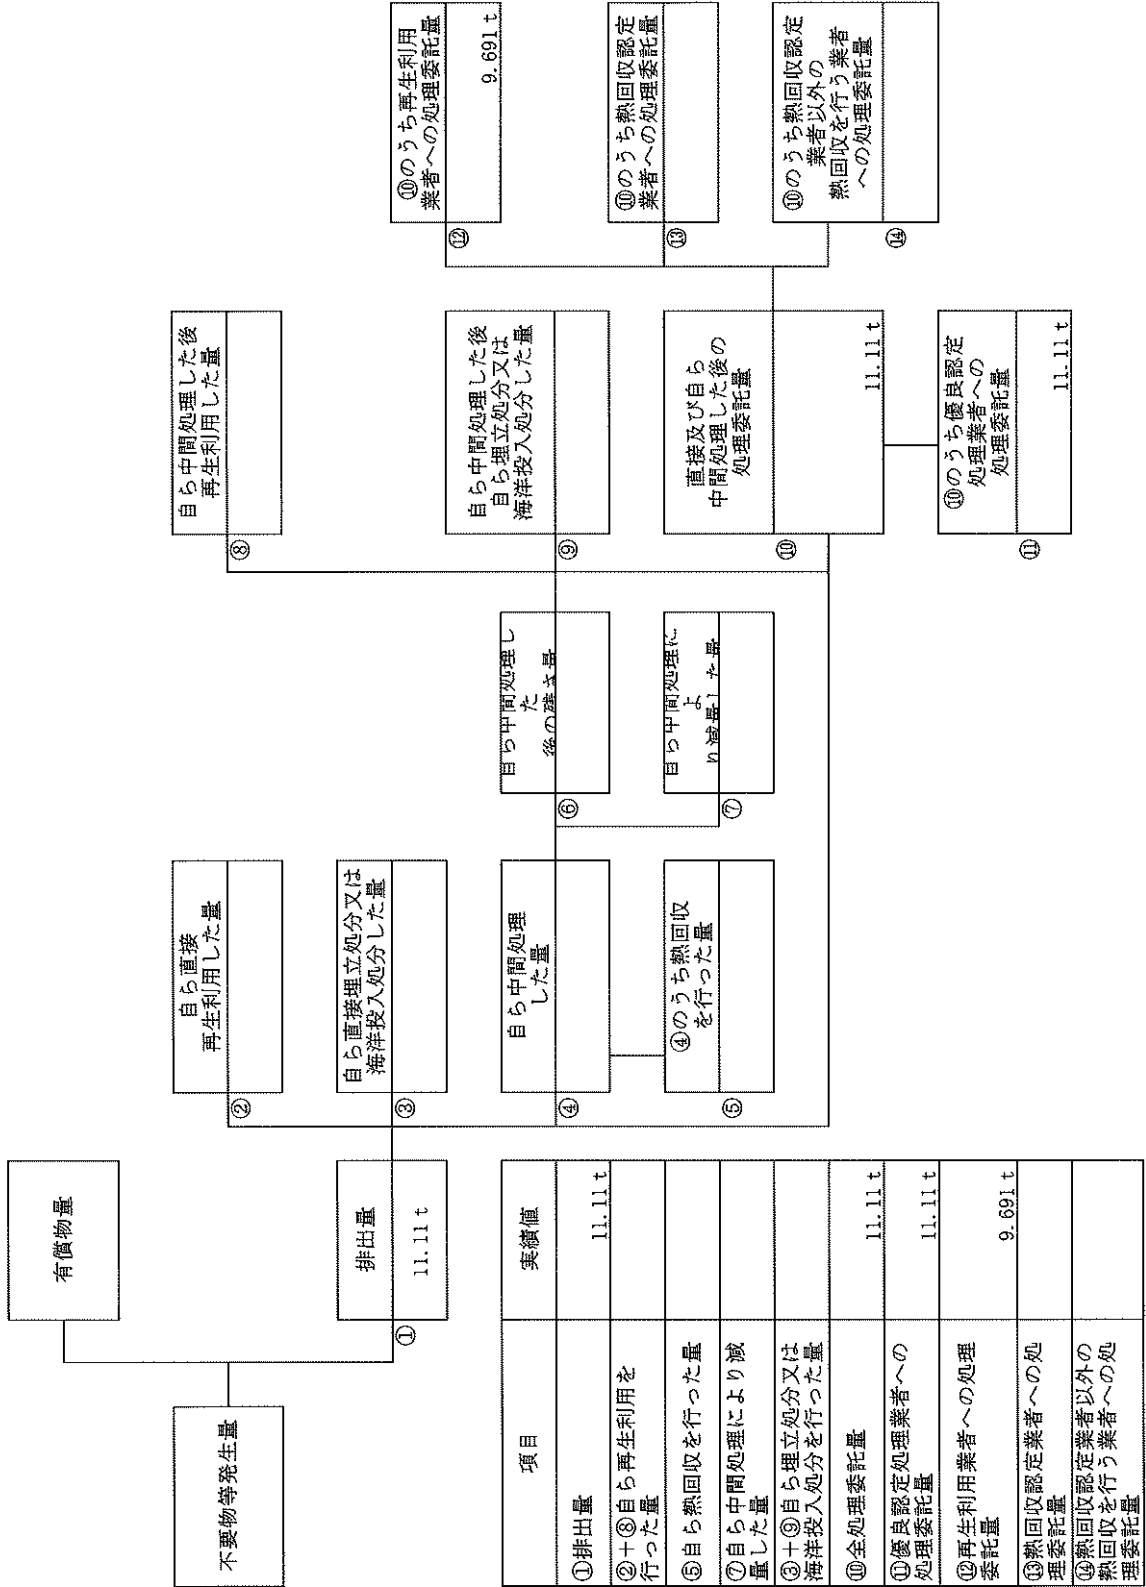 不要物等発生量
有償物量
排出量
①
11.11 t
自ら直接
再生利用した量
②
自ら直接埋立処分又は
海洋投入処分した量
③
自ら中間処理
した量
④
④のうち熱回収
を行った量
⑤
自ら中間処理し
た
後の残さ量
⑥
自ら中間処理に
よ
り減量した量
⑦
自ら中間処理した後
再生利用した量
⑧
自ら中間処理した後
自ら埋立処分又は
海洋投入処分した量
⑨
直接及び自ら
中間処理した後の
処理委託量
⑩
11.11 t
⑩のうち優良認定
処理業者への
処理委託量
⑪
11.11 t
⑩のうち再生利用
業者への処理委託量
⑫
9.691 t
⑩のうち熱回収認定
業者への処理委託量
⑬
⑩のうち熱回収認定
業者以外の
熱回収を行う業者
への処理委託量
⑭
項目 実績値
①排出量 11.11 t
②+⑧自ら再生利用を
行った量
⑤自ら熱回収を行った量
⑦自ら中間処理により減
量した量
③+⑨自ら埋立処分又は
海洋投入処分を行った量
⑩全処理委託量 11.11 t
⑪優良認定処理業者への
処理委託量 11.11 t
⑫再生利用業者への処理
委託量 9.691 t
⑬熱回収認定業者への処
理委託量
⑭熱回収認定業者以外の
熱回収を行う業者への処
理委託量